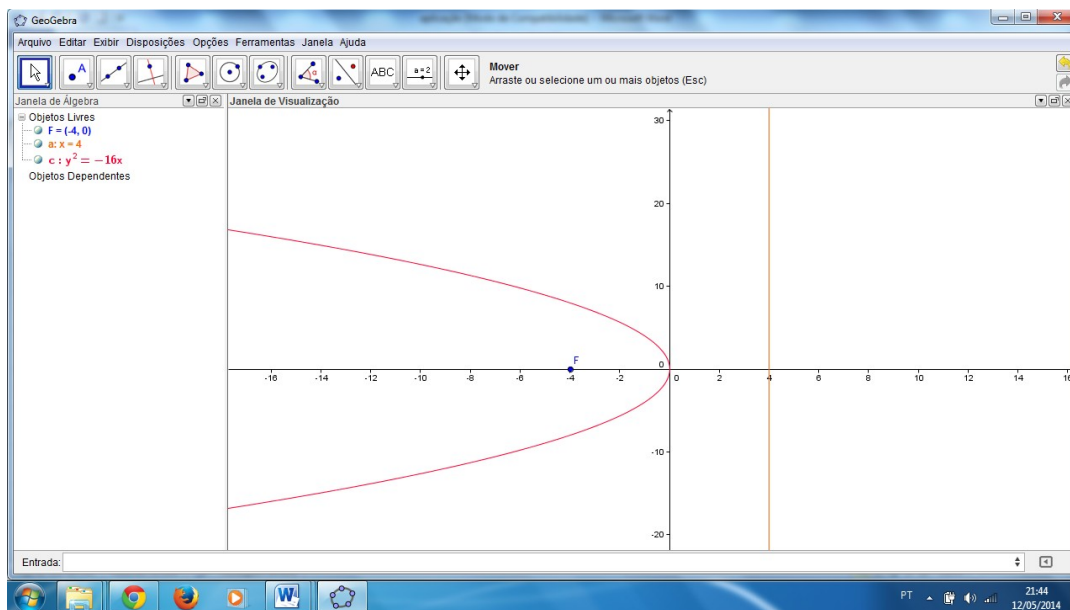 GeoGebra
Arquivo Editar Exibir Disposições Opções Ferramentas Janela Ajuda
A
α
ABC
a=2
Mover
Arraste ou selecione um ou mais objetos (Esc)
Janela de Álgebra
Janela de Visualização
Objetos Livres
F = (-4, 0)
a: x = 4
c : y² = −16x
Objetos Dependentes
30
20
10
0
-10
-20
F
-16 -14 -12 -10 -8 -6 -4 -2 0 2 4 6 8 10 12 14 16
Entrada:
W
PT
21:44
12/05/2014